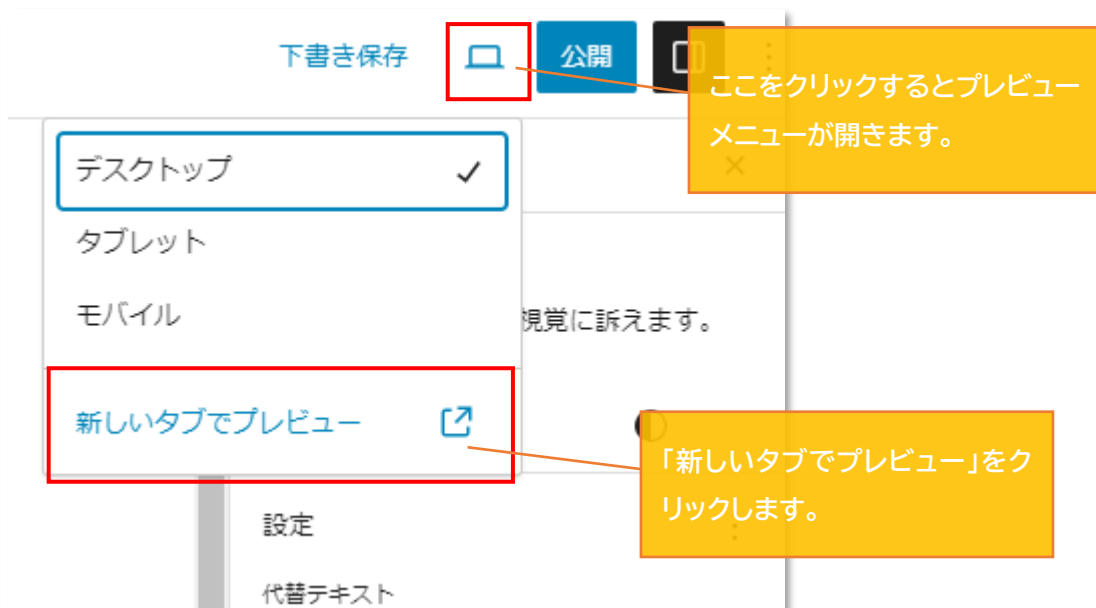 下書き保存
公開
ここをクリックするとプレビュー
メニューが開きます。
デスクトップ
タブレット
モバイル
視覚に訴えます。
新しいタブでプレビュー
「新しいタブでプレビュー」をク
リックします。
設定
代替テキスト